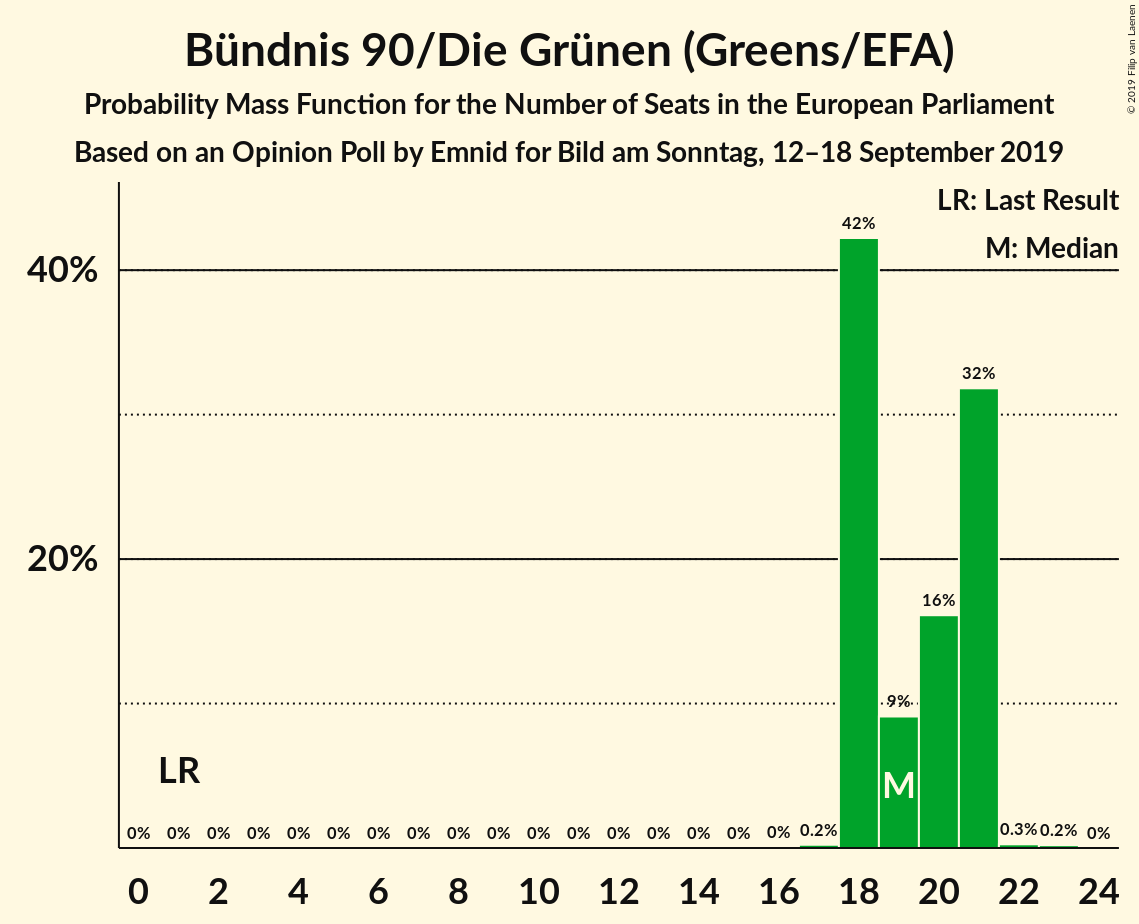 Bündnis 90/Die Grünen (Greens/EFA)
Probability Mass Function for the Number of Seats in the European Parliament
Based on an Opinion Poll by Emnid for Bild am Sonntag, 12–18 September 2019
© 2019 Filip van Laenen
LR: Last Result
M: Median
42%
40%
32%
20%
16%
9%
LR
M
0% 0% 0% 0% 0% 0% 0% 0% 0% 0% 0% 0% 0% 0% 0% 0% 0% 0.2% 0.3% 0.2% 0%
0 2 4 6 8 10 12 14 16 18 20 22 24